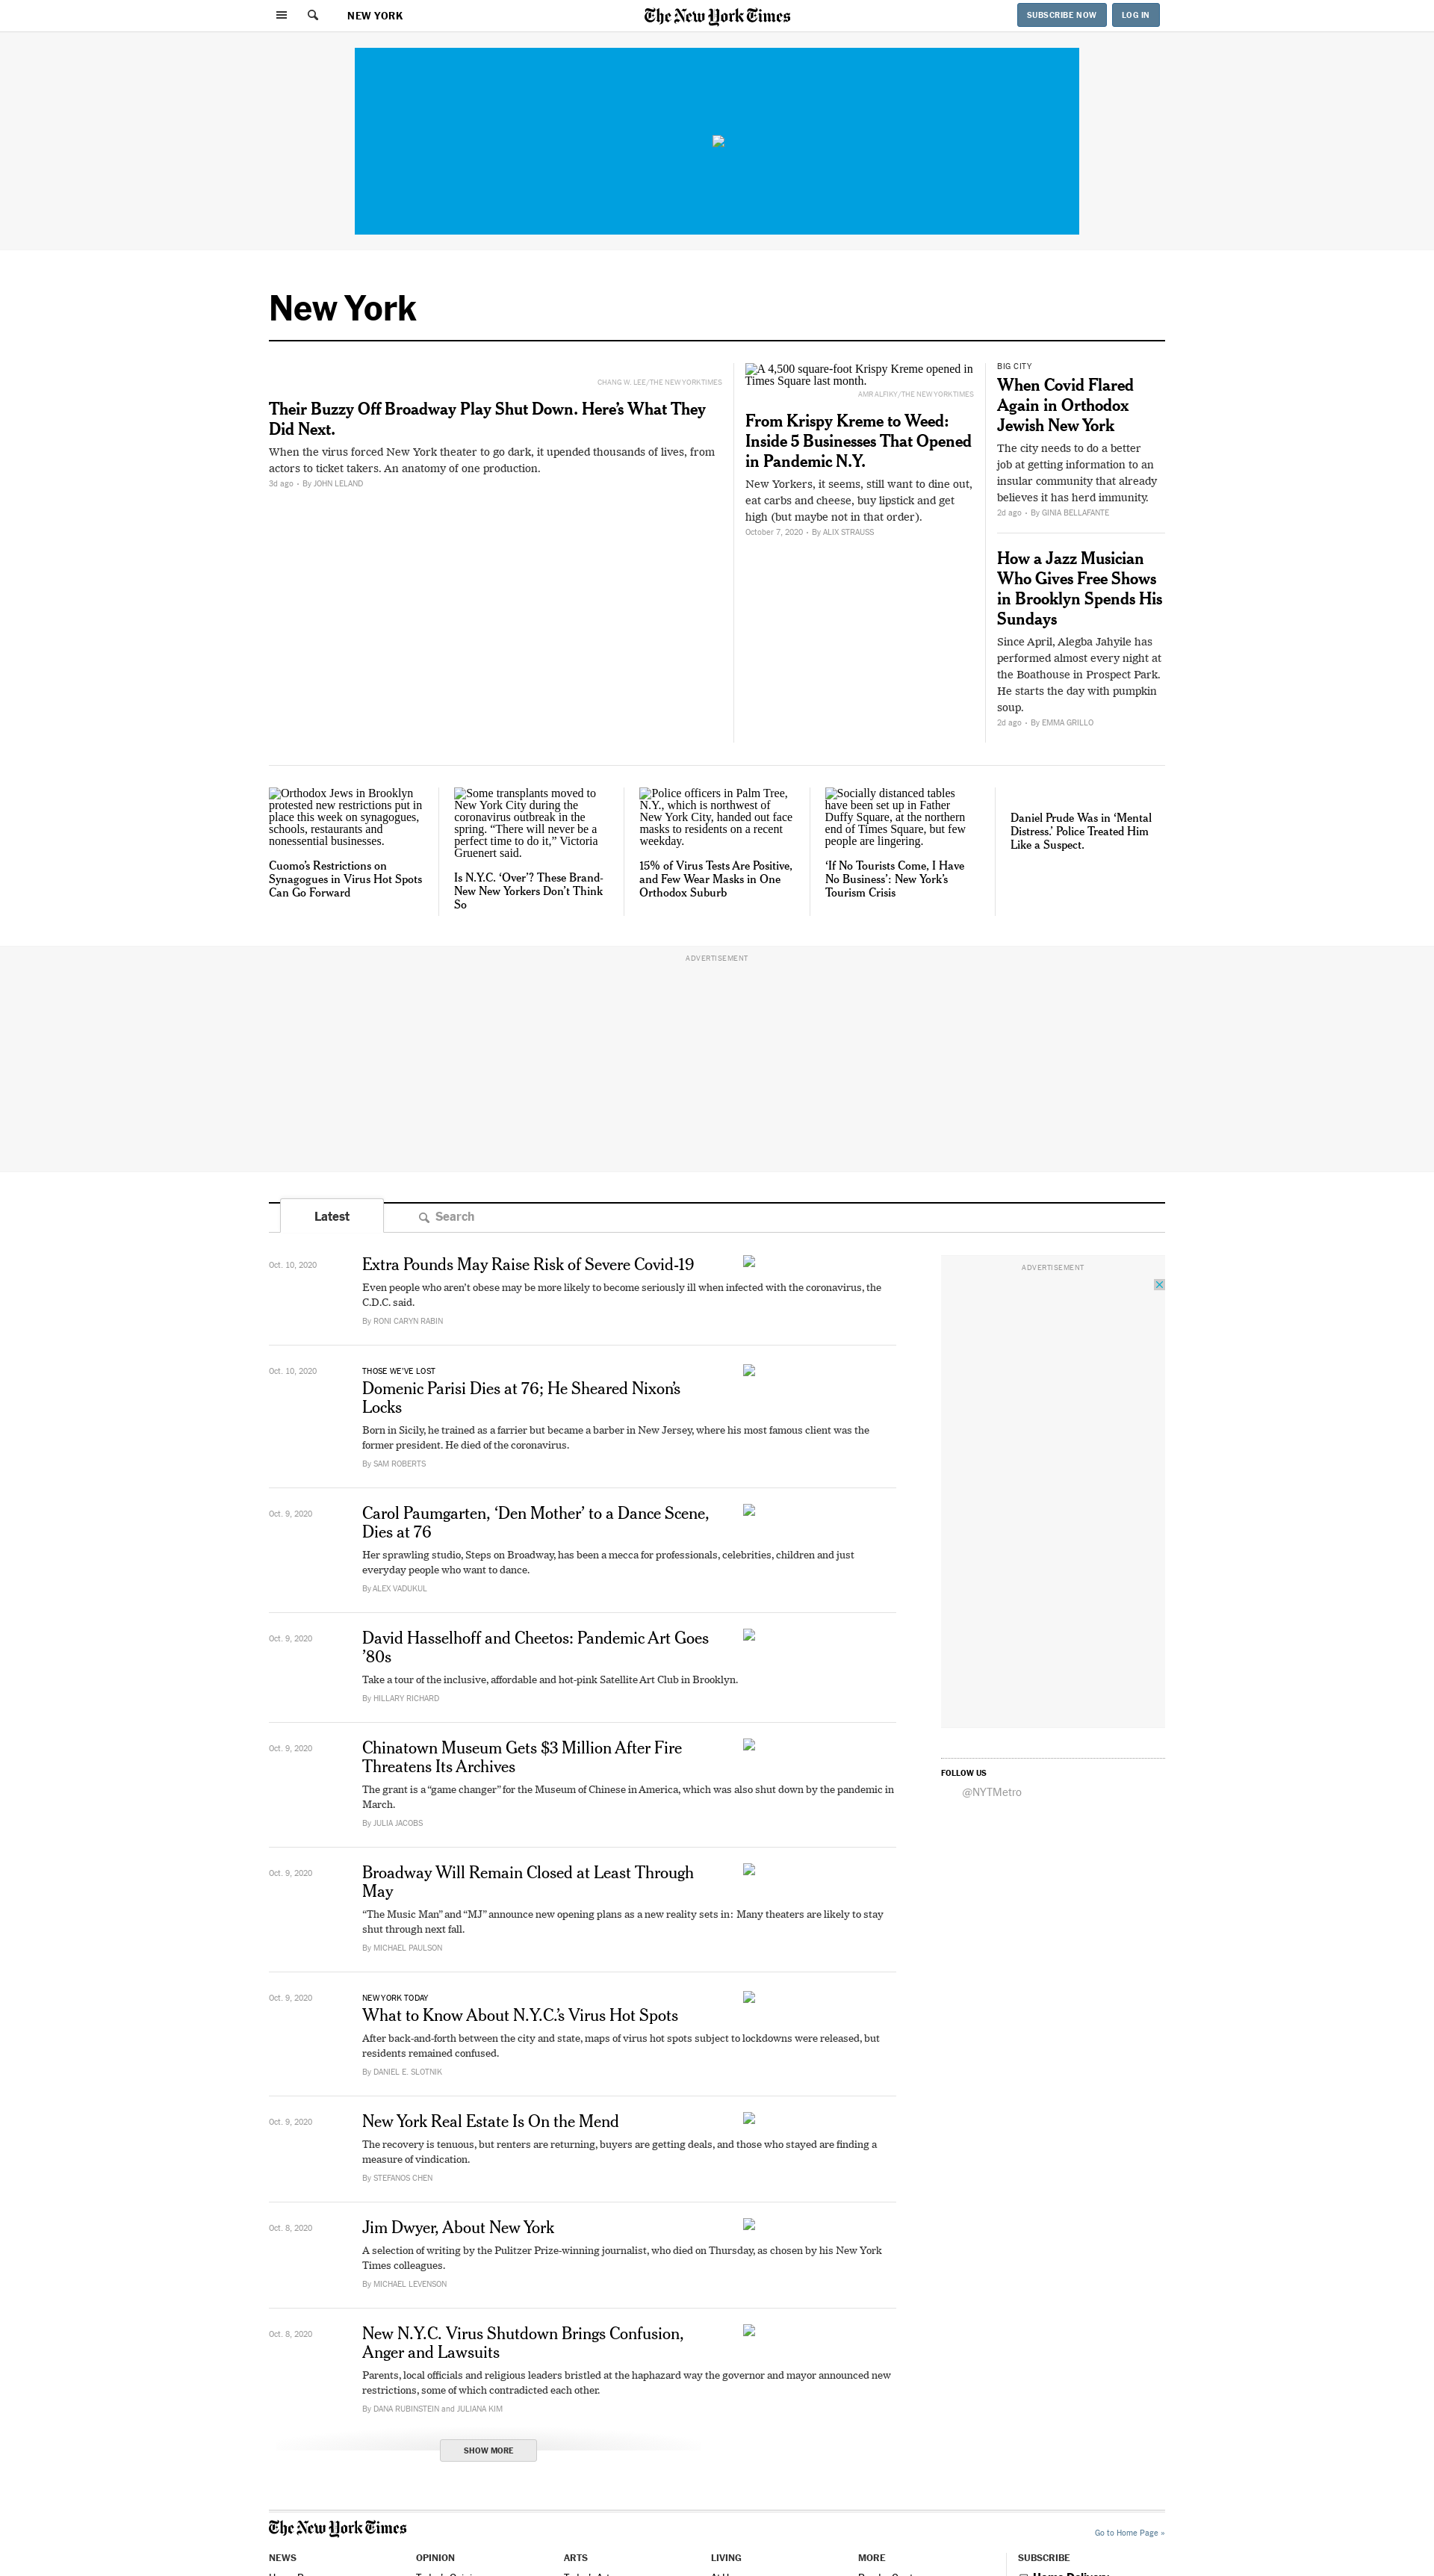 NEW YORK
The New York Times
SUBSCRIBE NOW
LOG IN
New York
CHANG W. LEE/THE NEW YORK TIMES
Their Buzzy Off Broadway Play Shut Down. Here’s What They
Did Next.
When the virus forced New York theater to go dark, it upended thousands of lives, from
actors to ticket takers. An anatomy of one production.
3d ago • By JOHN LELAND
A 4,500 square-foot Krispy Kreme opened in
Times Square last month.
AMR ALFIKY/THE NEW YORK TIMES
From Krispy Kreme to Weed:
Inside 5 Businesses That Opened
in Pandemic N.Y.
New Yorkers, it seems, still want to dine out,
eat carbs and cheese, buy lipstick and get
high (but maybe not in that order).
October 7, 2020 • By ALIX STRAUSS
BIG CITY
When Covid Flared
Again in Orthodox
Jewish New York
The city needs to do a better
job at getting information to an
insular community that already
believes it has herd immunity.
2d ago • By GINIA BELLAFANTE
How a Jazz Musician
Who Gives Free Shows
in Brooklyn Spends His
Sundays
Since April, Alegba Jahyile has
performed almost every night at
the Boathouse in Prospect Park.
He starts the day with pumpkin
soup.
2d ago • By EMMA GRILLO
Orthodox Jews in Brooklyn
protested new restrictions put in
place this week on synagogues,
schools, restaurants and
nonessential businesses.
Cuomo’s Restrictions on
Synagogues in Virus Hot Spots
Can Go Forward
Some transplants moved to
New York City during the
coronavirus outbreak in the
spring. “There will never be a
perfect time to do it,” Victoria
Gruenert said.
Is N.Y.C. ‘Over’? These Brand-
New New Yorkers Don’t Think
So
Police officers in Palm Tree,
N.Y., which is northwest of
New York City, handed out face
masks to residents on a recent
weekday.
15% of Virus Tests Are Positive,
and Few Wear Masks in One
Orthodox Suburb
Socially distanced tables
have been set up in Father
Duffy Square, at the northern
end of Times Square, but few
people are lingering.
‘If No Tourists Come, I Have
No Business’: New York’s
Tourism Crisis
Daniel Prude Was in ‘Mental
Distress.’ Police Treated Him
Like a Suspect.
ADVERTISEMENT
Latest
Search
Oct. 10, 2020
Extra Pounds May Raise Risk of Severe Covid-19
Even people who aren’t obese may be more likely to become seriously ill when infected with the coronavirus, the
C.D.C. said.
By RONI CARYN RABIN
Oct. 10, 2020
THOSE WE’VE LOST
Domenic Parisi Dies at 76; He Sheared Nixon’s
Locks
Born in Sicily, he trained as a farrier but became a barber in New Jersey, where his most famous client was the
former president. He died of the coronavirus.
By SAM ROBERTS
Oct. 9, 2020
Carol Paumgarten, ‘Den Mother’ to a Dance Scene,
Dies at 76
Her sprawling studio, Steps on Broadway, has been a mecca for professionals, celebrities, children and just
everyday people who want to dance.
By ALEX VADUKUL
Oct. 9, 2020
David Hasselhoff and Cheetos: Pandemic Art Goes
’80s
Take a tour of the inclusive, affordable and hot-pink Satellite Art Club in Brooklyn.
By HILLARY RICHARD
Oct. 9, 2020
Chinatown Museum Gets $3 Million After Fire
Threatens Its Archives
The grant is a “game changer” for the Museum of Chinese in America, which was also shut down by the pandemic in
March.
By JULIA JACOBS
Oct. 9, 2020
Broadway Will Remain Closed at Least Through
May
“The Music Man” and “MJ” announce new opening plans as a new reality sets in: Many theaters are likely to stay
shut through next fall.
By MICHAEL PAULSON
Oct. 9, 2020
NEW YORK TODAY
What to Know About N.Y.C.’s Virus Hot Spots
After back-and-forth between the city and state, maps of virus hot spots subject to lockdowns were released, but
residents remained confused.
By DANIEL E. SLOTNIK
Oct. 9, 2020
New York Real Estate Is On the Mend
The recovery is tenuous, but renters are returning, buyers are getting deals, and those who stayed are finding a
measure of vindication.
By STEFANOS CHEN
Oct. 8, 2020
Jim Dwyer, About New York
A selection of writing by the Pulitzer Prize-winning journalist, who died on Thursday, as chosen by his New York
Times colleagues.
By MICHAEL LEVENSON
Oct. 8, 2020
New N.Y.C. Virus Shutdown Brings Confusion,
Anger and Lawsuits
Parents, local officials and religious leaders bristled at the haphazard way the governor and mayor announced new
restrictions, some of which contradicted each other.
By DANA RUBINSTEIN and JULIANA KIM
SHOW MORE
ADVERTISEMENT
FOLLOW US
@NYTMetro
The New York Times
Go to Home Page »
NEWS
OPINION
ARTS
LIVING
MORE
SUBSCRIBE